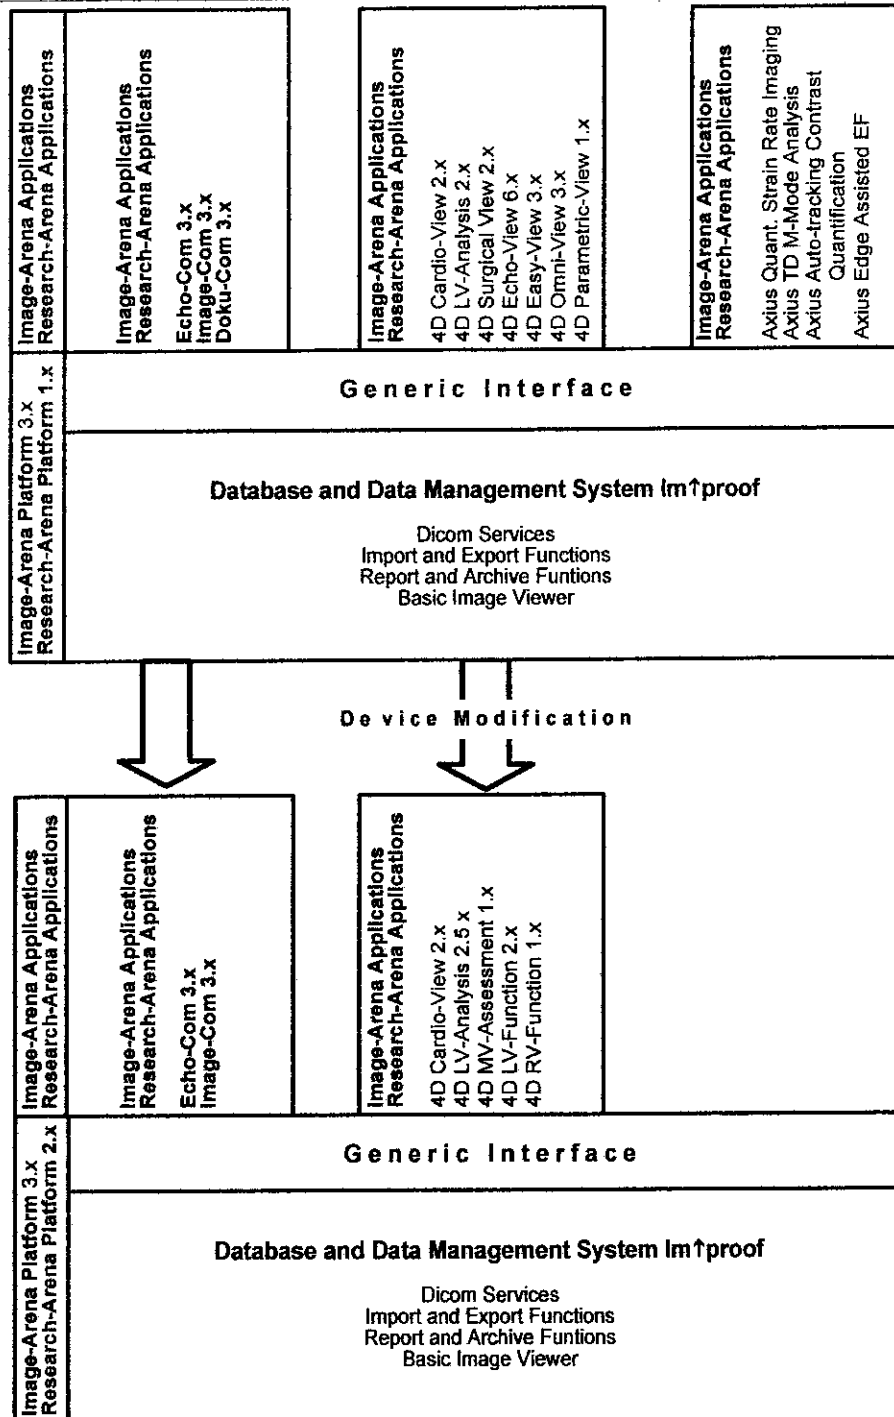 Image-Arena Applications
Research-Arena Applications
Image-Arena Applications
Research-Arena Applications
Echo-Com 3.x
Image-Com 3.x
Doku-Com 3.x
Image-Arena Applications
Research-Arena Applications
4D Cardio-View 2.x
4D LV-Analysis 2.x
4D Surgical View 2.x
4D Echo-View 6.x
4D Easy-View 3.x
4D Omni-View 3.x
4D Parametric-View 1.x
Image-Arena Applications
Research-Arena Applications
Axius Quant. Strain Rate Imaging
Axius TD M-Mode Analysis
Axius Auto-tracking Contrast
Quantification
Axius Edge Assisted EF
Image-Arena Platform 3.x
Research-Arena Platform 1.x
Generic Interface
Database and Data Management System Im↑proof
Dicom Services
Import and Export Functions
Report and Archive Funtions
Basic Image Viewer
Device Modification
Image-Arena Applications
Research-Arena Applications
Image-Arena Applications
Research-Arena Applications
Echo-Com 3.x
Image-Com 3.x
Image-Arena Applications
Research-Arena Applications
4D Cardio-View 2.x
4D LV-Analysis 2.5 x
4D MV-Assessment 1.x
4D LV-Function 2.x
4D RV-Function 1.x
Image-Arena Platform 3.x
Research-Arena Platform 2.x
Generic Interface
Database and Data Management System Im↑proof
Dicom Services
Import and Export Functions
Report and Archive Funtions
Basic Image Viewer